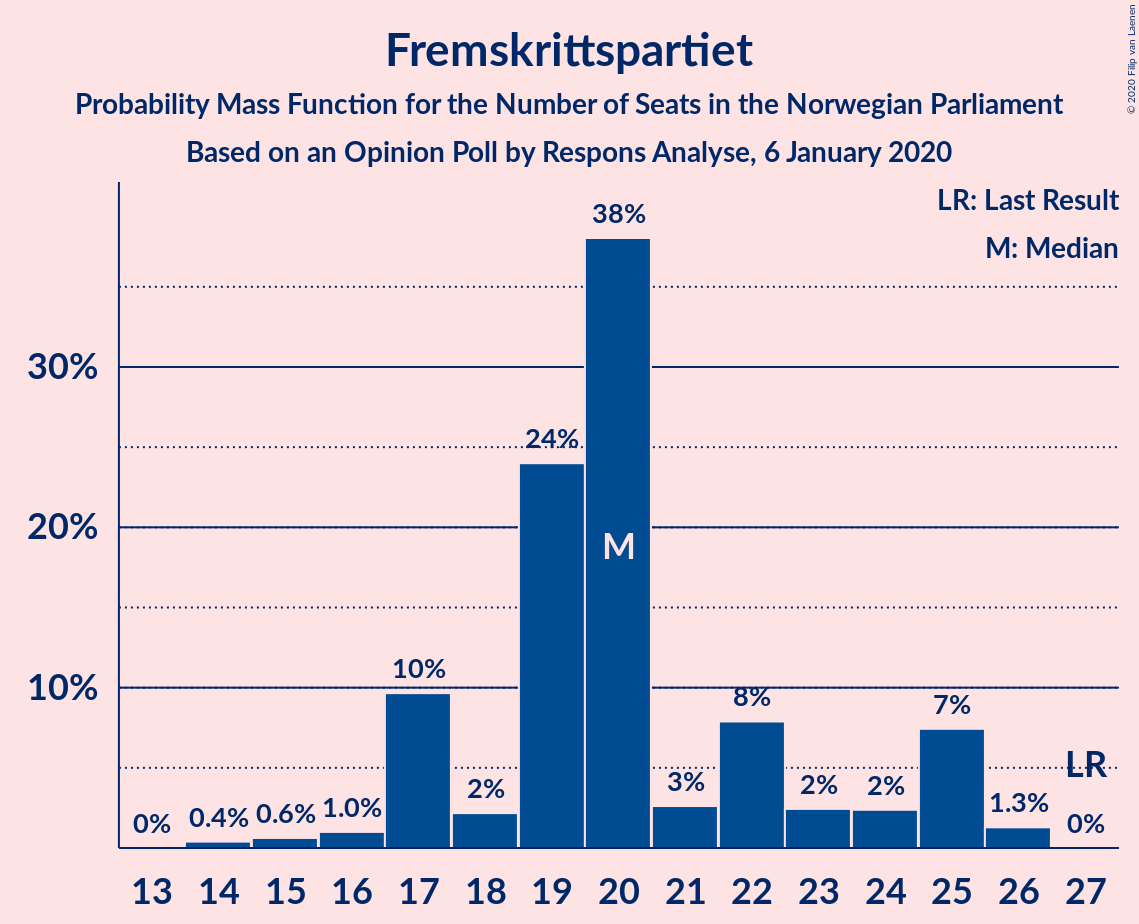 Fremskrittspartiet
Probability Mass Function for the Number of Seats in the Norwegian Parliament
Based on an Opinion Poll by Respons Analyse, 6 January 2020
© 2020 Filip van Laenen
LR: Last Result
M: Median
30%
20%
10%
0%
0.4%
0.6%
1.0%
10%
2%
24%
38%
M
3%
8%
2%
2%
7%
1.3%
LR
0%
13 14 15 16 17 18 19 20 21 22 23 24 25 26 27